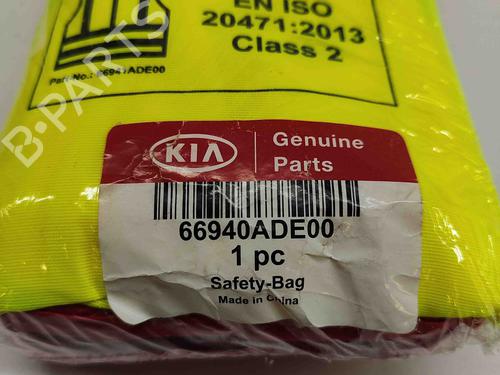 EN ISO
20471:2013
Class 2
Part-No.: 66941ADE00
B-PARTS
KIA
Genuine
Parts
66940ADE00
1 pc
Safety-Bag
Made in China